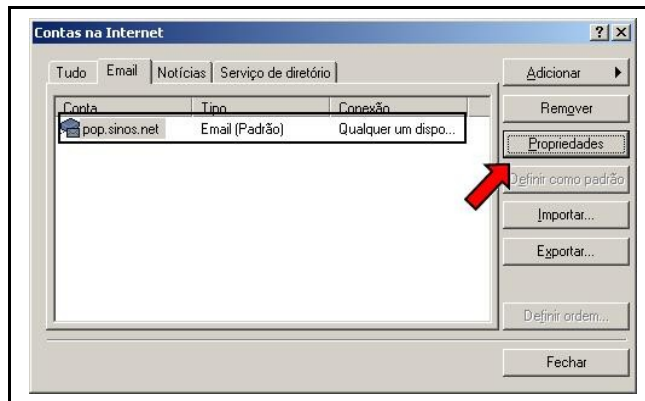 Contas na Internet
Tudo Email Notícias Serviço de diretório
Adicionar
Conta Tipo Conexão
Remover
pop.sinos.net Email (Padrão) Qualquer um dispo...
Propriedades
Definir como padrão
Importar...
Exportar...
Definir ordem...
Fechar